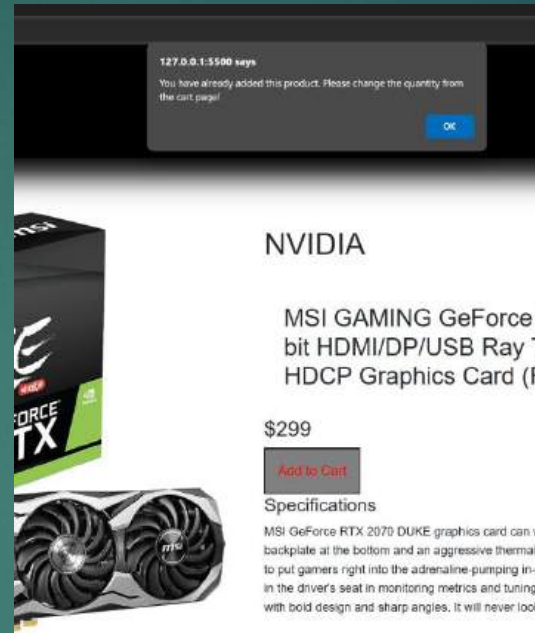 127.0.0.1:5500 says
You have already added this product. Please change the quantity from
the cart page!
OK
NVIDIA
MSI GAMING GeForce
bit HDMI/DP/USB Ray
HDCP Graphics Card
$299
Add to Cart
Specifications
MSI GeForce RTX 2070 DUKE graphics card can
backplate at the bottom and an aggressive thermal
to put gamers right into the adrenaline-pumping in-
in the driver's seat in monitoring metrics and tuning
with bold design and sharp angles. It will never
msi
FORCE
msi